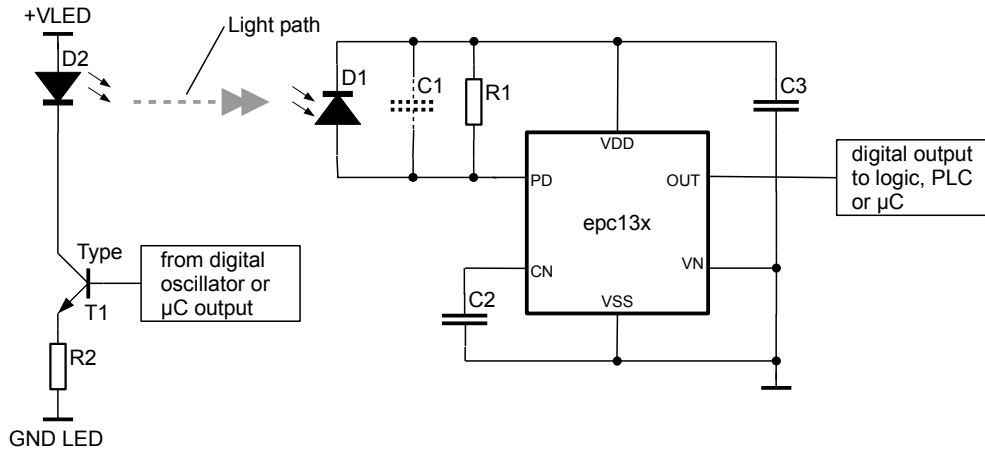 +VLED
D2
Light path
D1
C1
R1
C3
VDD
PD
OUT
epc13x
CN
VN
VSS
C2
digital output
to logic, PLC
or µC
Type
T1
from digital
oscillator or
µC output
R2
GND LED